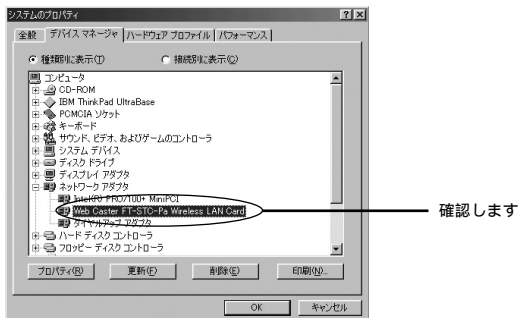 システムのプロパティ
全般 デバイス マネージャ ハードウェア プロファイル パフォーマンス
種類別に表示(T) 接続別に表示(C)
コンピュータ
CD-ROM
IBM ThinkPad UltraBase
PCMCIA ソケット
キーボード
サウンド、ビデオ、およびゲームのコントローラ
システム デバイス
ディスク ドライブ
ディスプレイ アダプタ
ネットワーク アダプタ
Intel(R) PRO/100+ MiniPCI
Web Caster FT-STC-Pa Wireless LAN Card
ダイヤルアップ アダプタ
ハード ディスク コントローラ
フロッピー ディスク コントローラ
プロパティ(R) 更新(F) 削除(E) 印刷(N)...
OK キャンセル
確認します